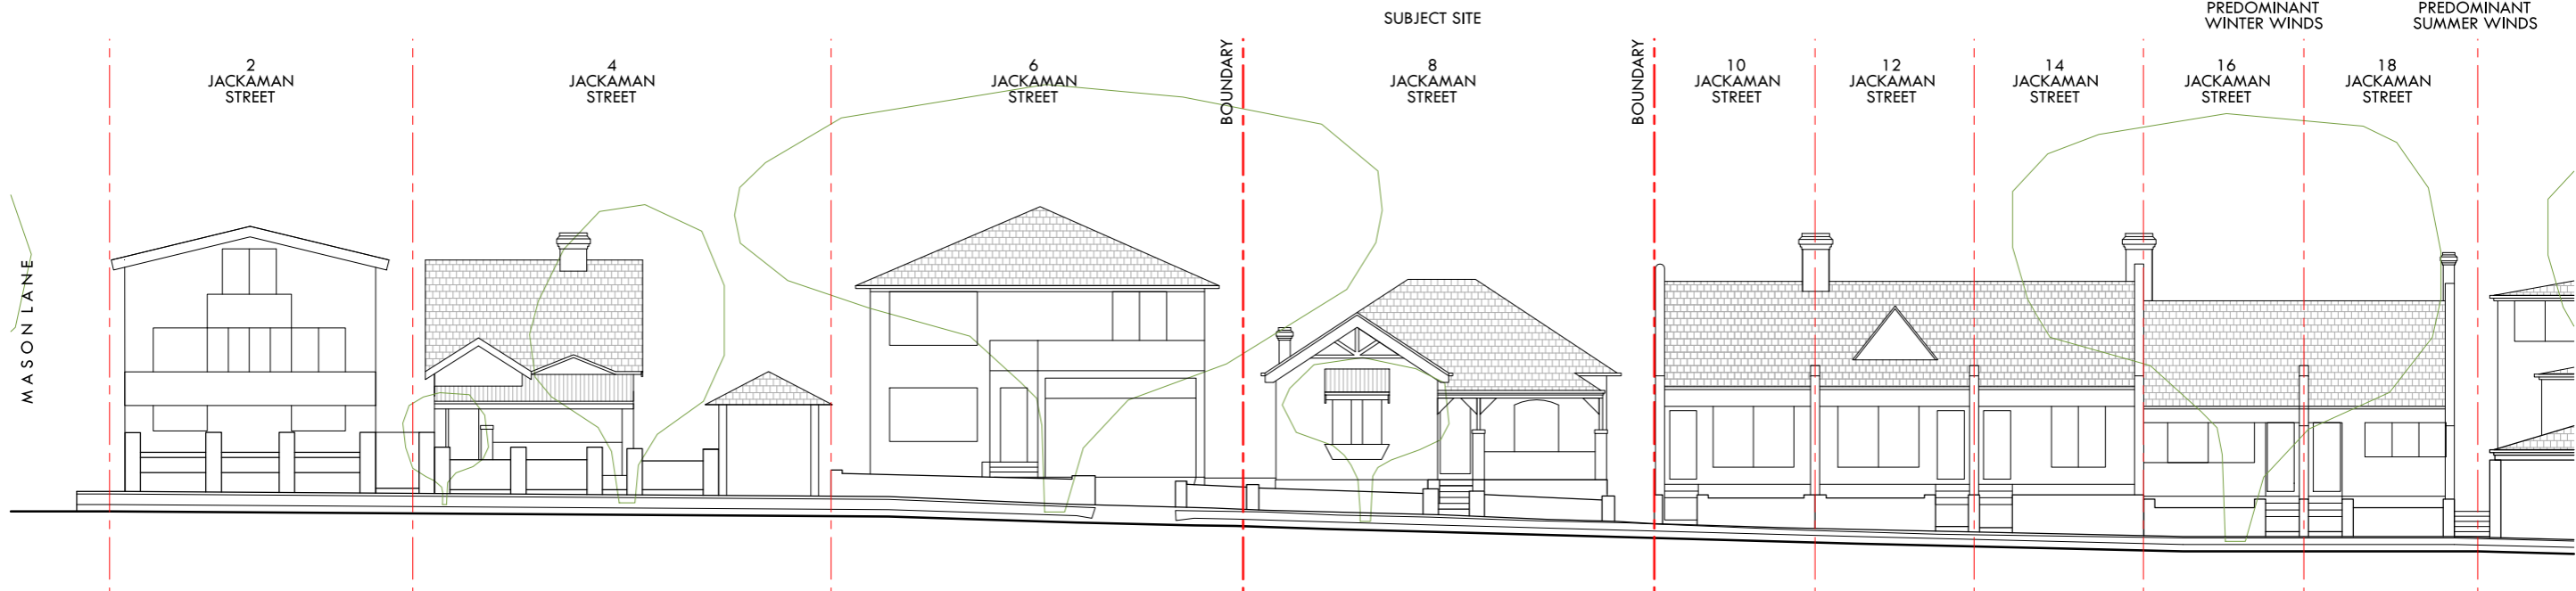 SUBJECT SITE
PREDOMINANT
WINTER WINDS
PREDOMINANT
SUMMER WINDS
MASON LANE
2
JACKAMAN
STREET
4
JACKAMAN
STREET
6
JACKAMAN
STREET
BOUNDARY
8
JACKAMAN
STREET
BOUNDARY
10
JACKAMAN
STREET
12
JACKAMAN
STREET
14
JACKAMAN
STREET
16
JACKAMAN
STREET
18
JACKAMAN
STREET